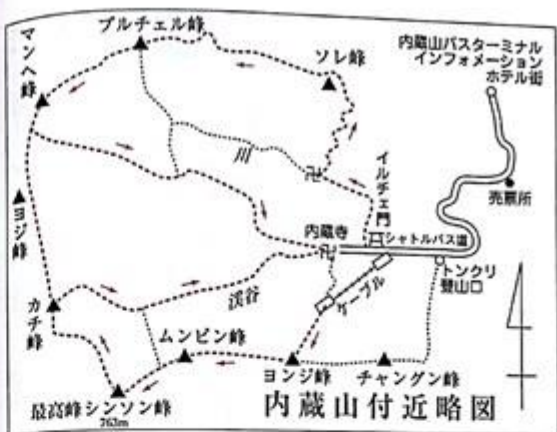 ブルチェル峰
マンヘ峰
ソレ峰
内蔵山バスターミナル
インフォメーション
ホテル街
川
卍
イルチェ門
売票所
ヨジ峰
内蔵寺
卍
シャトルバス道
トンクリ
登山口
渓谷
ケーブル
カチ峰
ムンピン峰
ヨンジ峰
チャングン峰
最高峰シンソン峰
763m
内蔵山付近略図